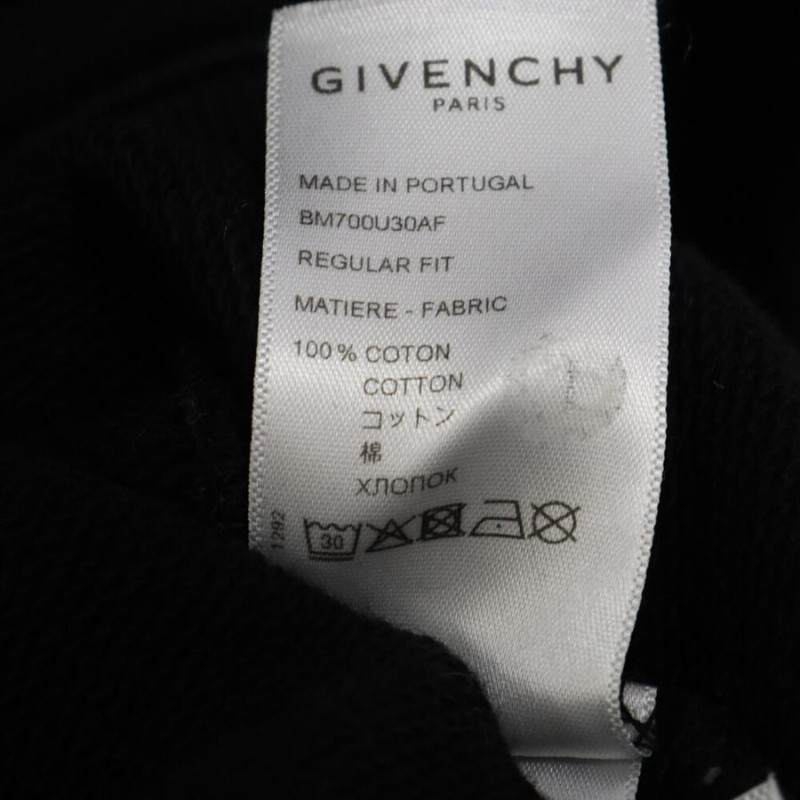 GIVENCHY
PARIS
MADE IN PORTUGAL
BM700U30AF
REGULAR FIT
MATIERE - FABRIC
100 % COTON
COTTON
コットン
棉
ХЛОПОК
1292
30